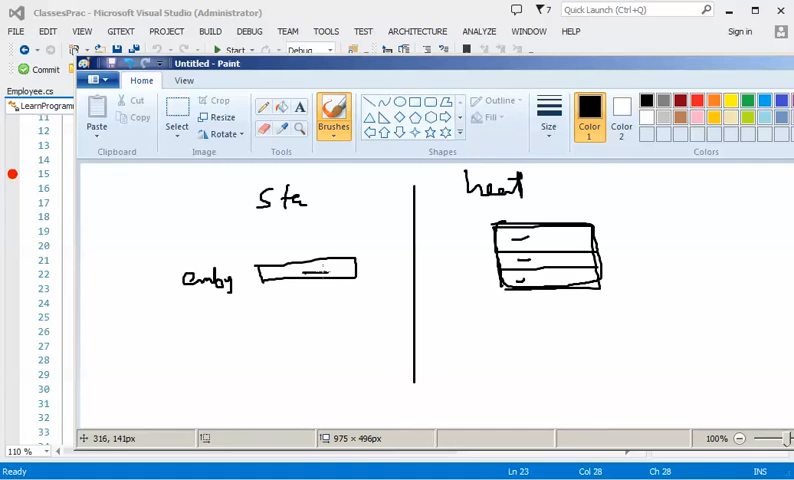 ClassesPrac - Microsoft Visual Studio (Administrator)
7
Quick Launch (Ctrl+Q)
FILE EDIT VIEW GITEXT PROJECT BUILD DEBUG TEAM TOOLS TEST ARCHITECTURE ANALYZE WINDOW HELP Sign in
Start Debug
Commit
Untitled - Paint
Home View
Employee.cs
LearnProgram
Paste
Cut
Copy
Clipboard
Select
Crop
Resize
Rotate
Image
Tools
Brushes
Outline
Fill
Shapes
Size
Color 1
Color 2
Colors
11
12
13
14
15
16
17
18
19
20
21
22
23
24
25
26
27
28
29
30
31
32
33
Sta
316, 141px
975 × 496px
100%
110 %
Ready
Ln 23
Col 28
Ch 28
INS